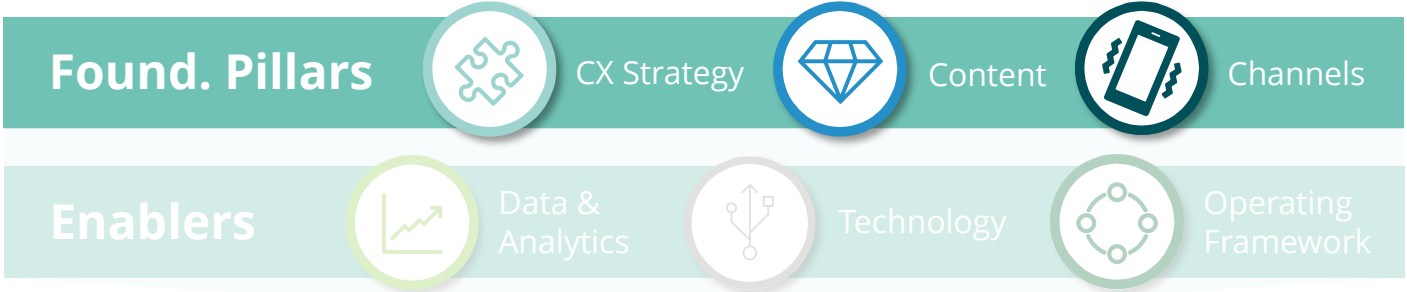 Found. Pillars
CX Strategy
Content
Channels
Enablers
Data &
Analytics
Technology
Operating
Framework